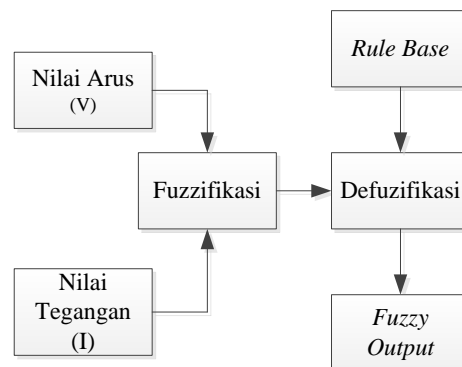 Rule Base
Nilai Arus
(V)
Fuzzifikasi
Defuzifikasi
Nilai
Tegangan
(I)
Fuzzy
Output